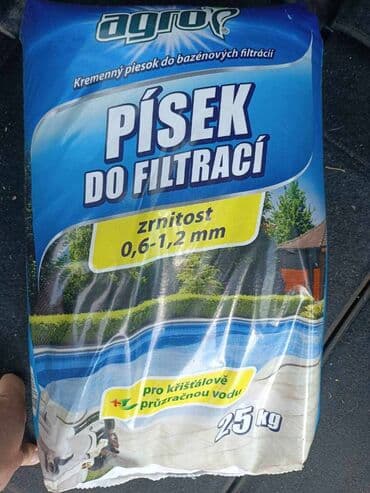 agro
Kremenný piesok do bazénových filtrácií
PÍSEK
DO FILTRACÍ
zrnitost
0,6-1,2 mm
pro křišťálově
průzračnou vodu
25 kg